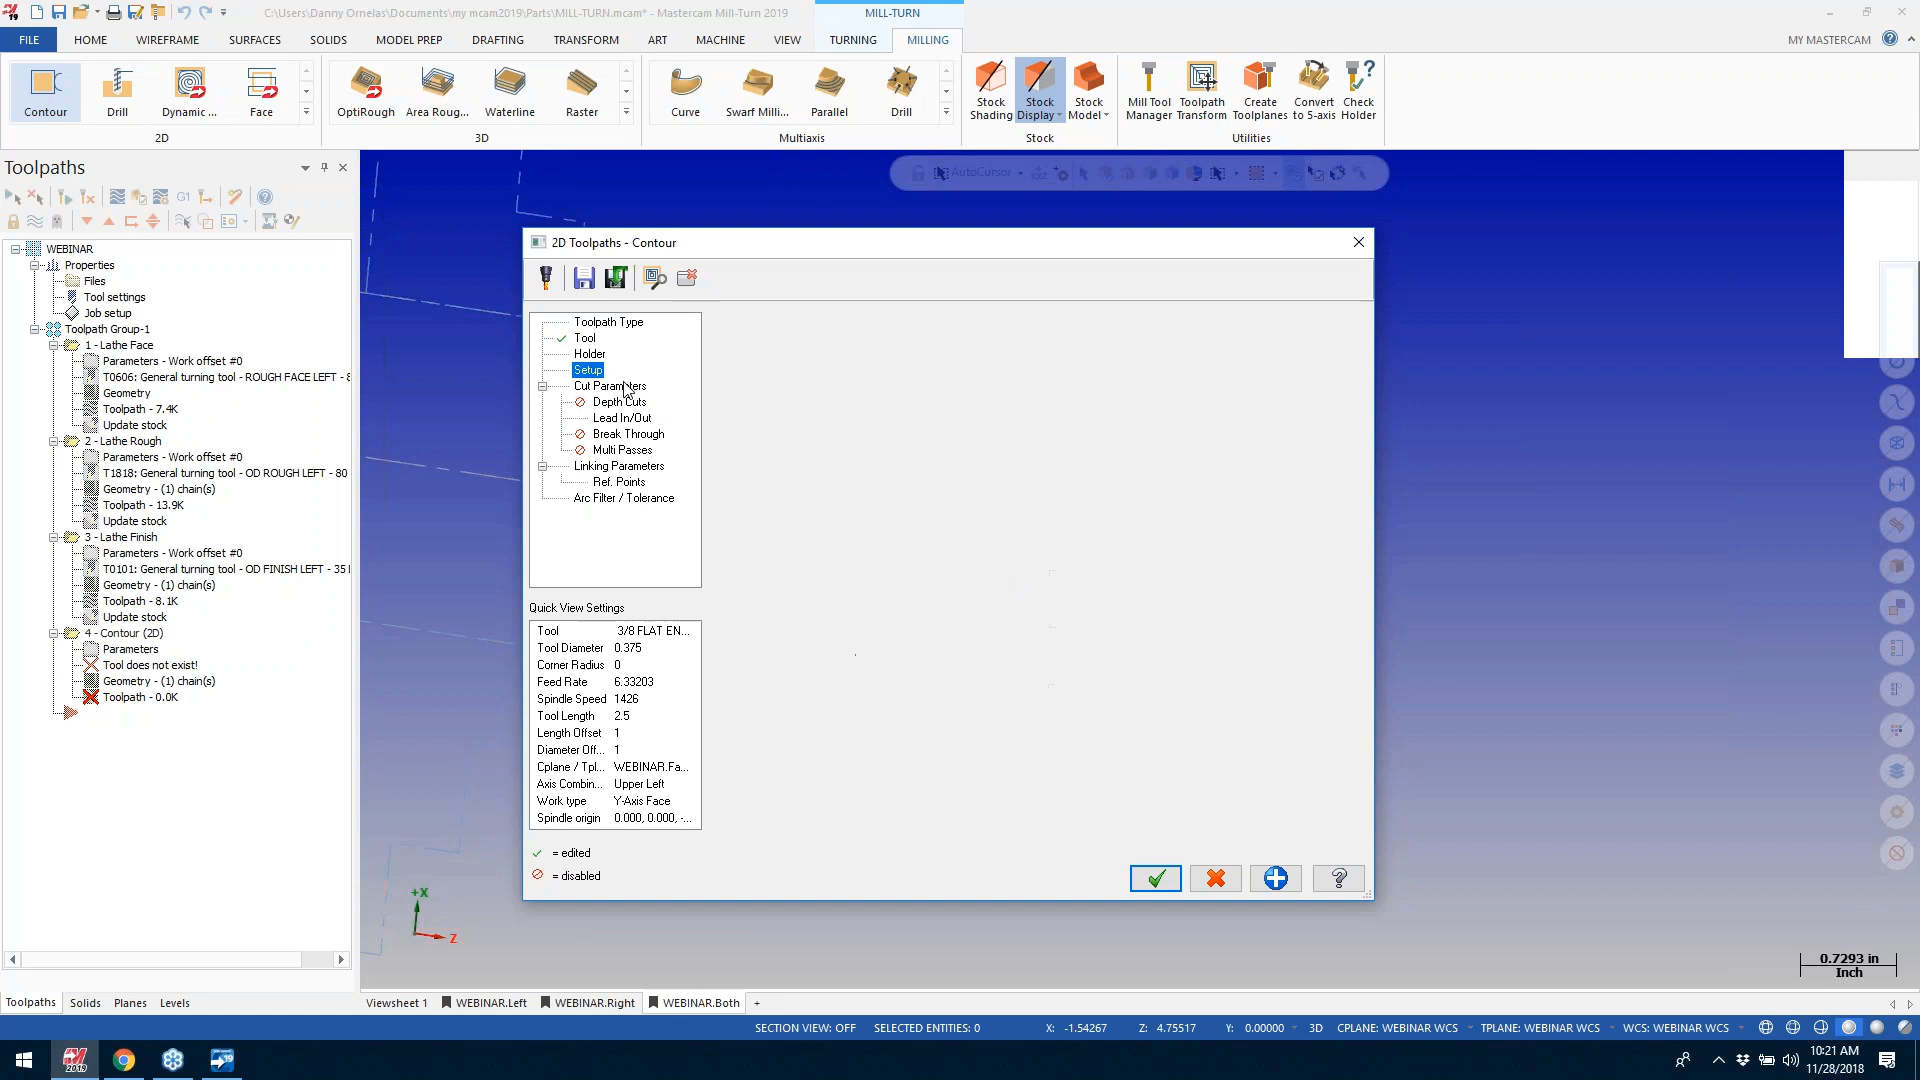 C:\Users\Danny Ornelas\Documents\my mcam2019\Parts\MILL-TURN.mcam* - Mastercam Mill-Turn 2019
MILL-TURN
FILE HOME WIREFRAME SURFACES SOLIDS MODEL PREP DRAFTING TRANSFORM ART MACHINE VIEW TURNING MILLING MY MASTERCAM
Contour Drill Dynamic ... Face OptiRough Area Roug... Waterline Raster Curve Swarf Milli... Parallel Drill
Stock Shading Stock Display Stock Model Mill Tool Manager Toolpath Transform Create Toolplanes Convert to 5-axis Check Holder
2D 3D Multiaxis Stock Utilities
Toolpaths
AutoCursor
G1
WEBINAR
Properties
Files
Tool settings
Job setup
Toolpath Group-1
1 - Lathe Face
Parameters - Work offset #0
T0606: General turning tool - ROUGH FACE LEFT - 8
Geometry
Toolpath - 7.4K
Update stock
2 - Lathe Rough
Parameters - Work offset #0
T1818: General turning tool - OD ROUGH LEFT - 80
Geometry - (1) chain(s)
Toolpath - 13.9K
Update stock
3 - Lathe Finish
Parameters - Work offset #0
T0101: General turning tool - OD FINISH LEFT - 35
Geometry - (1) chain(s)
Toolpath - 8.1K
Update stock
4 - Contour (2D)
Parameters
Tool does not exist!
Geometry - (1) chain(s)
Toolpath - 0.0K
2D Toolpaths - Contour
Toolpath Type
Tool
Holder
Setup
Cut Parameters
Depth Cuts
Lead In/Out
Break Through
Multi Passes
Linking Parameters
Ref. Points
Arc Filter / Tolerance
Quick View Settings
Tool 3/8 FLAT EN...
Tool Diameter 0.375
Corner Radius 0
Feed Rate 6.33203
Spindle Speed 1426
Tool Length 2.5
Length Offset 1
Diameter Off... 1
Cplane / Tpl... WEBINAR.Fa...
Axis Combin... Upper Left
Work type Y-Axis Face
Spindle origin 0.000, 0.000, -...
= edited
= disabled
+X
Z
0.7293 in
Inch
Toolpaths Solids Planes Levels Viewsheet 1 WEBINAR.Left WEBINAR.Right WEBINAR.Both +
SECTION VIEW: OFF SELECTED ENTITIES: 0 X: -1.54267 Z: 4.75517 Y: 0.00000 3D CPLANE: WEBINAR WCS TPLANE: WEBINAR WCS WCS: WEBINAR WCS
2019
19
10:21 AM
11/28/2018